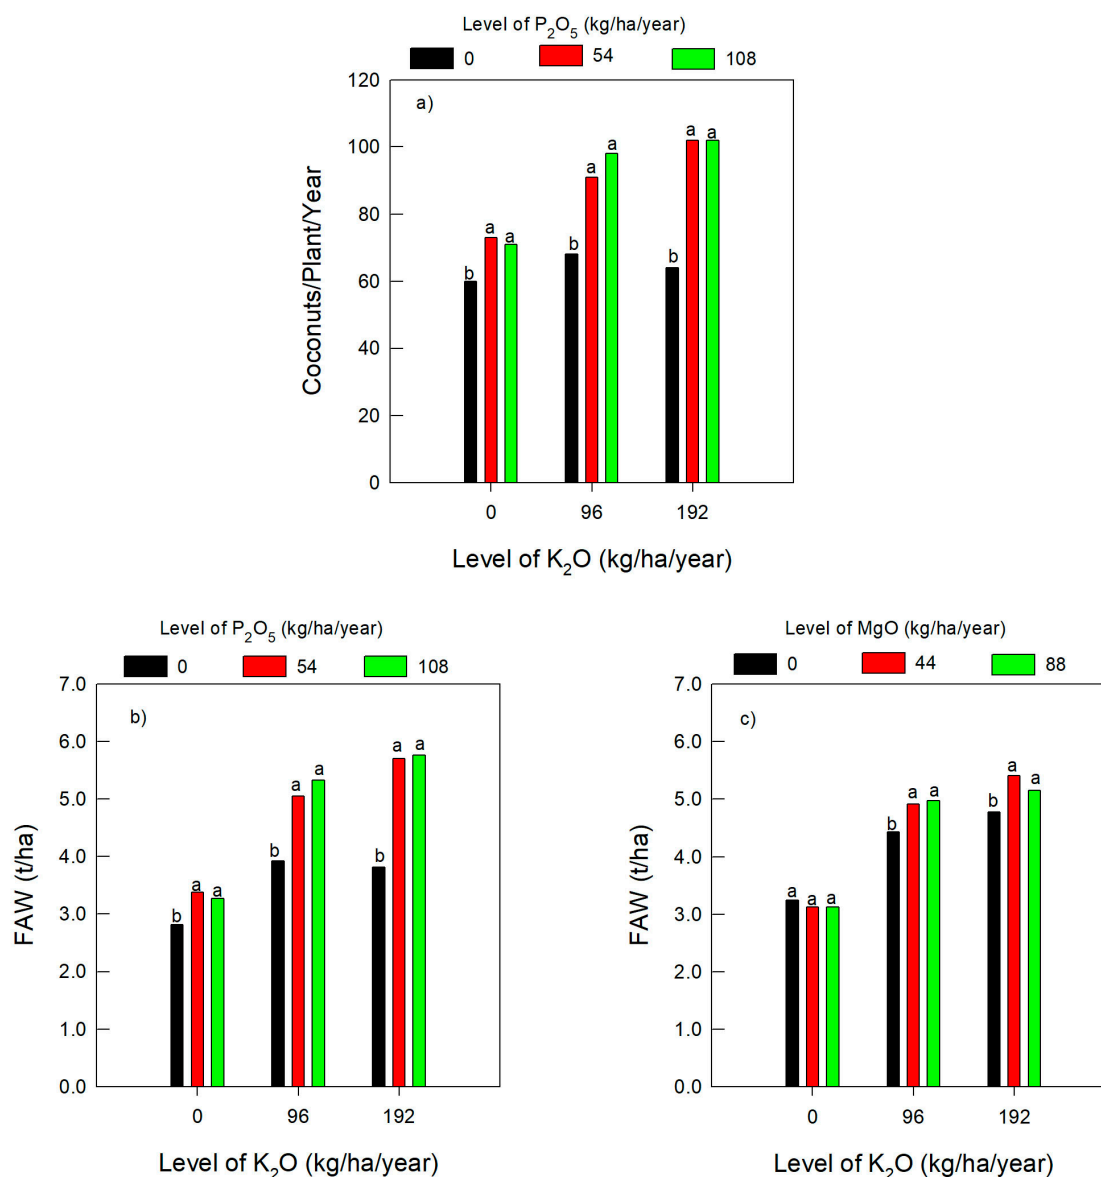 Level of P₂O₅ (kg/ha/year)
0 54 108
a)
120
100
80
60
40
20
0
Coconuts/Plant/Year
b a a
b a a
b a a
0 96 192
Level of K₂O (kg/ha/year)
Level of P₂O₅ (kg/ha/year)
0 54 108
b)
7.0
6.0
5.0
4.0
3.0
2.0
1.0
0.0
FAW (t/ha)
b a a
b a a
b a a
0 96 192
Level of K₂O (kg/ha/year)
Level of MgO (kg/ha/year)
0 44 88
c)
7.0
6.0
5.0
4.0
3.0
2.0
1.0
0.0
FAW (t/ha)
a a a
b a a
b a a
0 96 192
Level of K₂O (kg/ha/year)